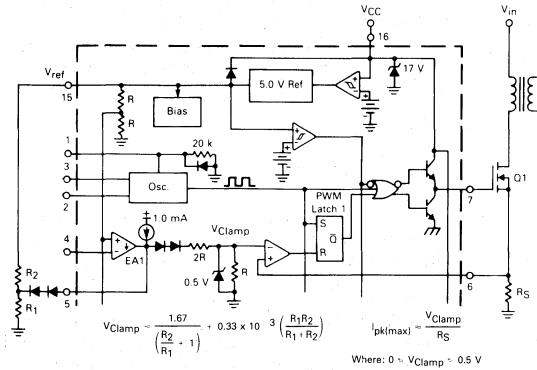 VCC
16
Vin
Vref
15
R
R
Bias
5.0 V Ref
17 V
1
3
2
20 k
Osc.
Q1
7
PWM
Latch 1
S
Q̅
R
1.0 mA
VClamp
4
EA1
2R
0.5 V
R
6
R2
5
R1
RS
VClamp = 1.67 / (R2/R1 + 1) + 0.33 x 10 3 (R1R2 / R1 + R2)
Ipk(max) = VClamp / RS
Where: 0 ≤ VClamp ≤ 0.5 V